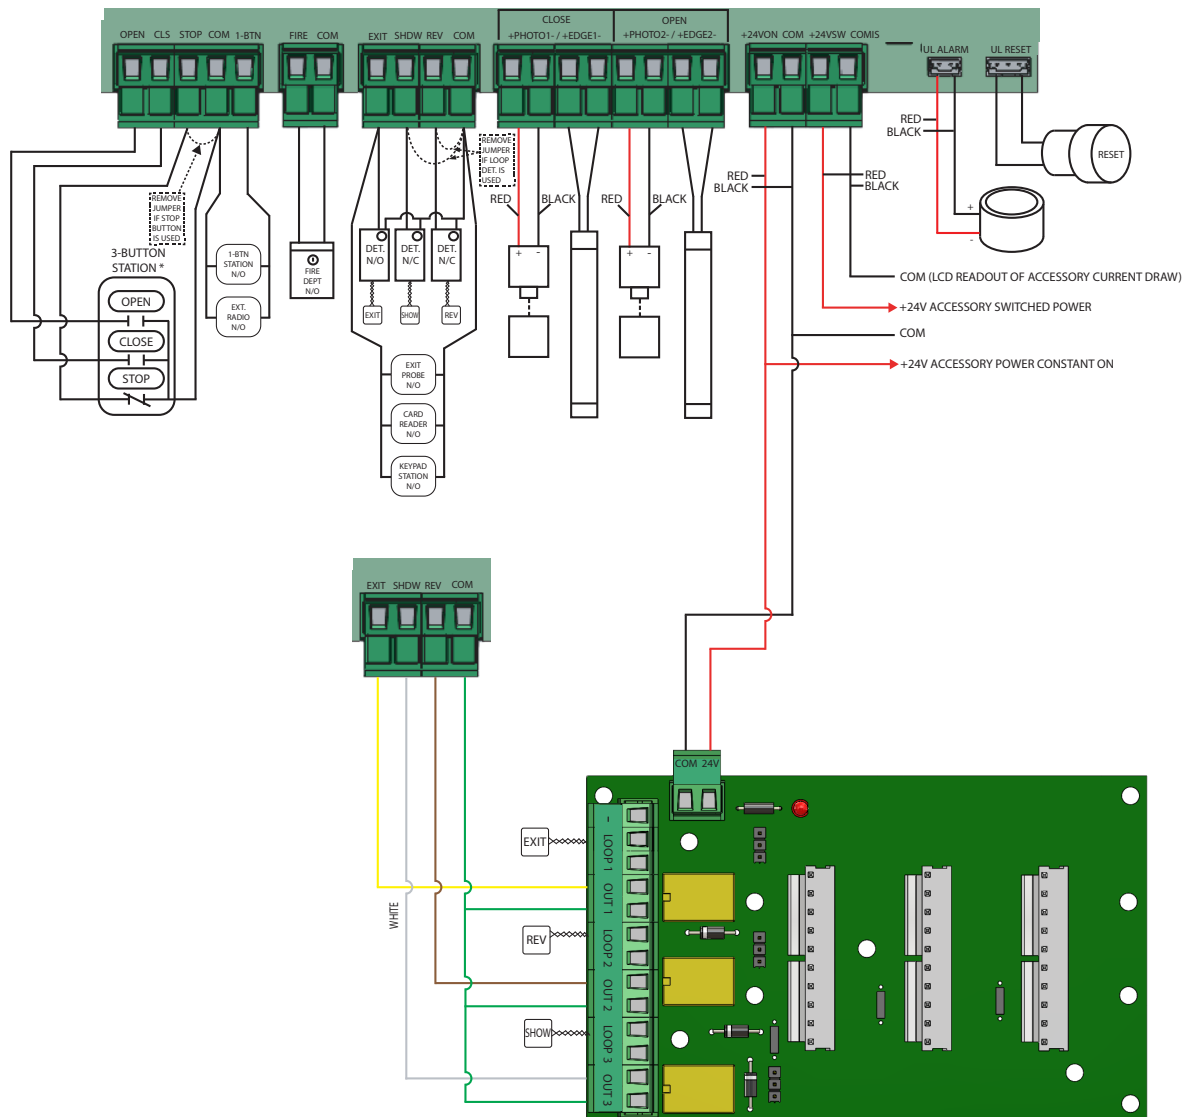 CLOSE
OPEN
OPEN CLS STOP COM 1-BTN
FIRE COM
EXIT SHDW REV COM
+PHOTO1- / +EDGE1-
+PHOTO2- / +EDGE2-
+24VON COM +24VSW COMIS
UL ALARM
UL RESET
RED
BLACK
RESET
+
-
REMOVE
JUMPER
IF STOP
BUTTON
IS USED
REMOVE
JUMPER
IF LOOP
DET. IS
USED
RED
BLACK
RED
BLACK
RED
BLACK
RED
BLACK
3-BUTTON
STATION *
OPEN
CLOSE
STOP
1-BTN
STATION
N/O
EXT.
RADIO
N/O
FIRE
DEPT
N/O
DET.
N/O
DET.
N/C
DET.
N/C
EXIT
SHOW
REV
+ -
+ -
EXIT
PROBE
N/O
CARD
READER
N/O
KEYPAD
STATION
N/O
COM (LCD READOUT OF ACCESSORY CURRENT DRAW)
+24V ACCESSORY SWITCHED POWER
COM
+24V ACCESSORY POWER CONSTANT ON
EXIT SHDW REV COM
COM 24V
WHITE
EXIT
REV
SHOW
-
LOOP 1
OUT 1
LOOP 2
OUT 2
LOOP 3
OUT 3